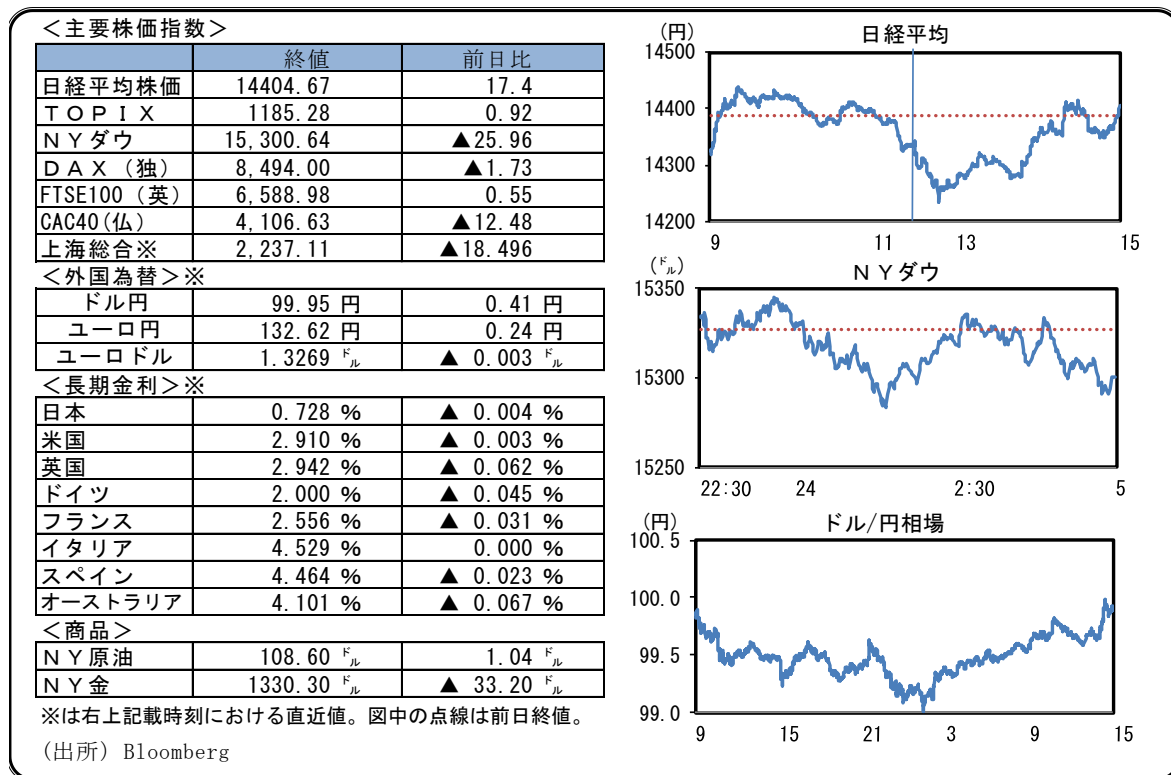 ＜主要株価指数＞
終値 前日比
日経平均株価 14404.67 17.4
ＴＯＰＩＸ 1185.28 0.92
ＮＹダウ 15,300.64 ▲25.96
ＤＡＸ（独） 8,494.00 ▲1.73
FTSE100（英） 6,588.98 0.55
CAC40(仏) 4,106.63 ▲12.48
上海総合※ 2,237.11 ▲18.496
＜外国為替＞※
ドル円 99.95 円 0.41 円
ユーロ円 132.62 円 0.24 円
ユーロドル 1.3269 ㌦ ▲ 0.003 ㌦
＜長期金利＞※
日本 0.728 % ▲ 0.004 %
米国 2.910 % ▲ 0.003 %
英国 2.942 % ▲ 0.062 %
ドイツ 2.000 % ▲ 0.045 %
フランス 2.556 % ▲ 0.031 %
イタリア 4.529 % 0.000 %
スペイン 4.464 % ▲ 0.023 %
オーストラリア 4.101 % ▲ 0.067 %
＜商品＞
ＮＹ原油 108.60 ㌦ 1.04 ㌦
ＮＹ金 1330.30 ㌦ ▲ 33.20 ㌦
※は右上記載時刻における直近値。図中の点線は前日終値。
(出所) Bloomberg
(円) 日経平均
14500
14400
14300
14200
9 11 13 15
(㌦) ＮＹダウ
15350
15300
15250
22:30 24 2:30 5
(円) ドル/円相場
100.5
100.0
99.5
99.0
9 15 21 3 9 15